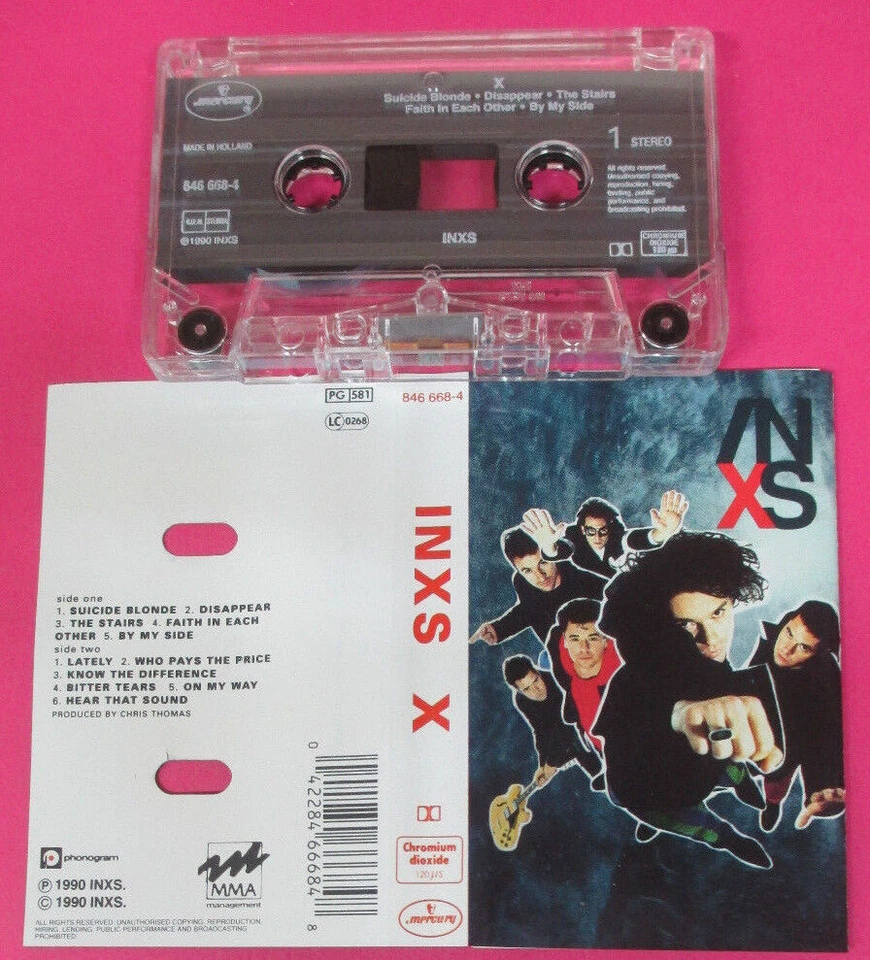 mercury
X
Suicide Blonde • Disappear • The Stairs
Faith In Each Other • By My Side
MADE IN HOLLAND
1 STEREO
846 668-4
All rights reserved.
Unauthorised copying,
reproduction, hiring,
lending, public
performance, and
broadcasting prohibited.
STEMRA
℗1990 INXS
INXS
CHROMIUM
DIOXIDE
120 µs
PG 581
LC 0268
846 668-4
INXS X
side one
1. SUICIDE BLONDE 2. DISAPPEAR
3. THE STAIRS 4. FAITH IN EACH
OTHER 5. BY MY SIDE
side two
1. LATELY 2. WHO PAYS THE PRICE
3. KNOW THE DIFFERENCE
4. BITTER TEARS 5. ON MY WAY
6. HEAR THAT SOUND
PRODUCED BY CHRIS THOMAS
phonogram
℗ 1990 INXS.
© 1990 INXS.
MMA
management
ALL RIGHTS RESERVED. UNAUTHORISED COPYING, REPRODUCTION,
HIRING, LENDING, PUBLIC PERFORMANCE AND BROADCASTING
PROHIBITED.
0 42284 66684 8
Chromium
dioxide
120 µS
mercury
INXS